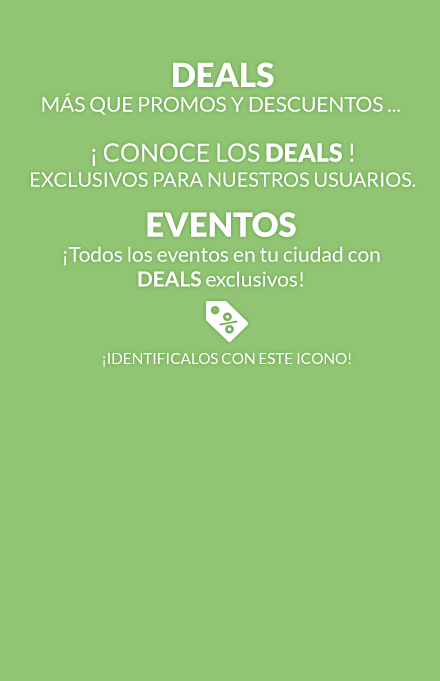 DEALS
MÁS QUE PROMOS Y DESCUENTOS ...
¡ CONOCE LOS DEALS !
EXCLUSIVOS PARA NUESTROS USUARIOS.
EVENTOS
¡Todos los eventos en tu ciudad con
DEALS exclusivos!
%
¡IDENTIFICALOS CON ESTE ICONO!